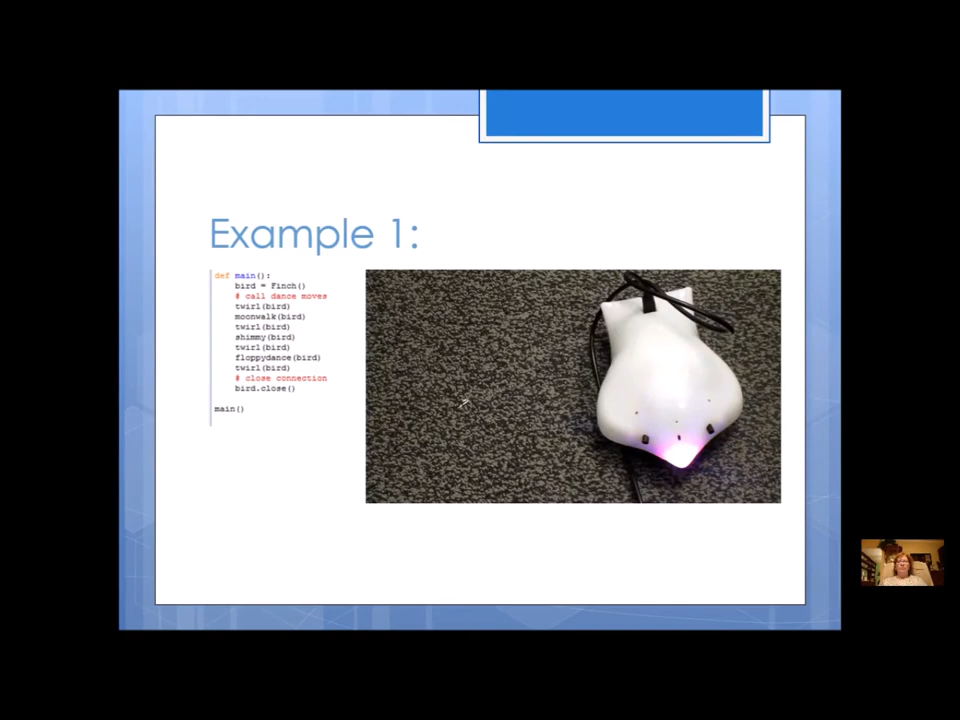 Example 1:
def main():
    bird = Finch()
    # call dance moves
    twirl(bird)
    moonwalk(bird)
    twirl(bird)
    shimmy(bird)
    twirl(bird)
    floppydance(bird)
    twirl(bird)
    # close connection
    bird.close()
main()